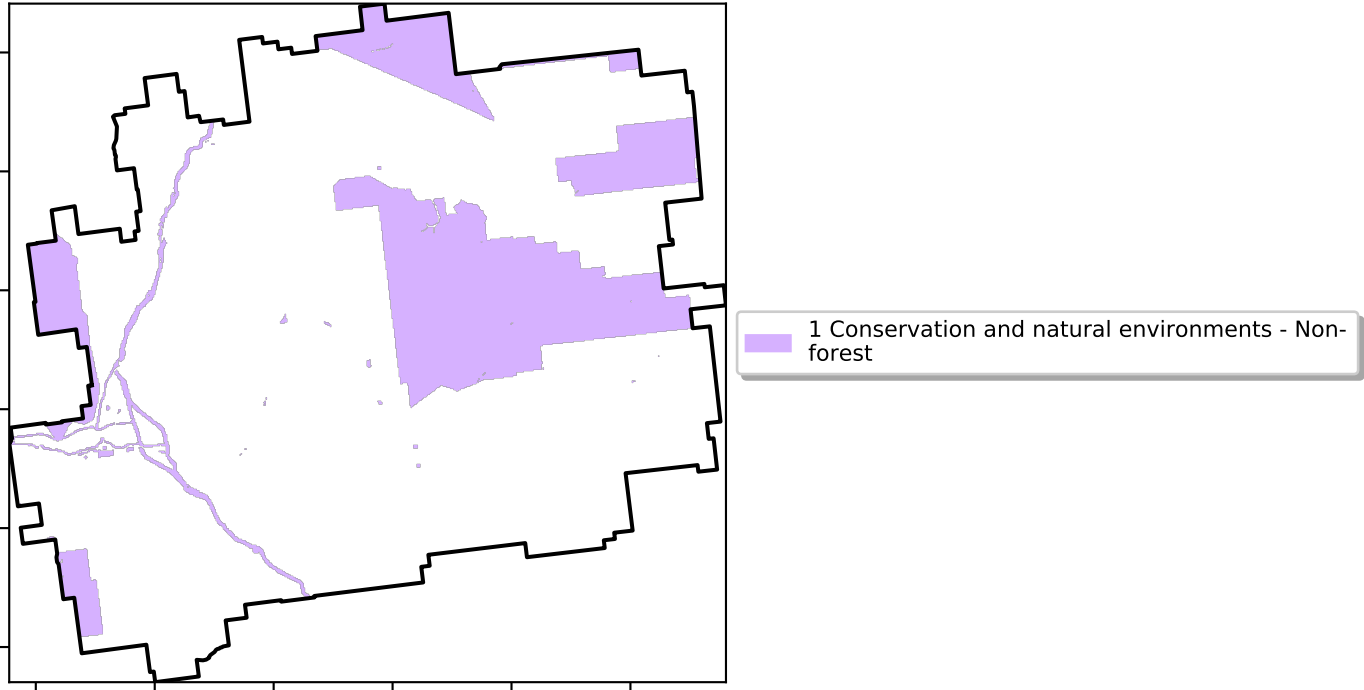 1 Conservation and natural environments - Non-
forest